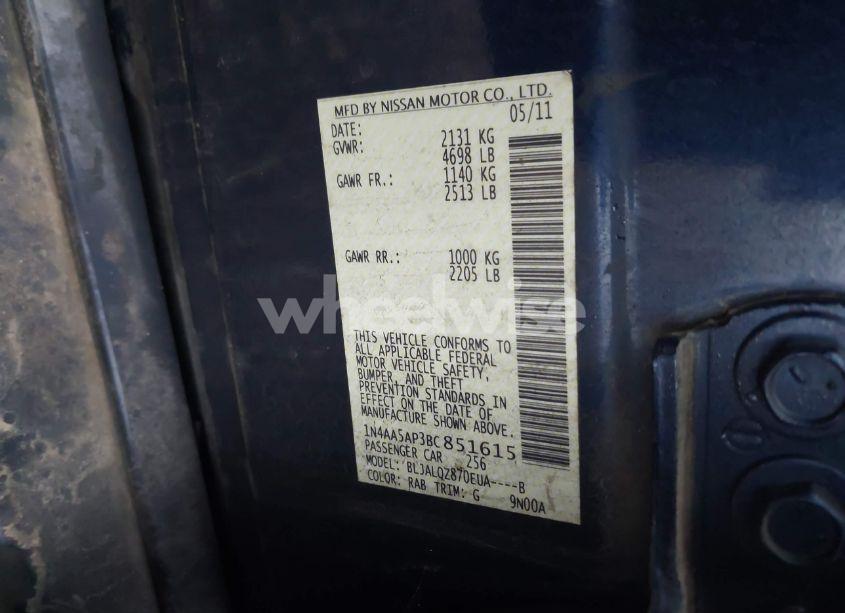 MFD BY NISSAN MOTOR CO., LTD.
DATE: 05/11
GVWR: 2131 KG
4698 LB
GAWR FR.: 1140 KG
2513 LB
GAWR RR.: 1000 KG
2205 LB
wheelwise
THIS VEHICLE CONFORMS TO
ALL APPLICABLE FEDERAL
MOTOR VEHICLE SAFETY,
BUMPER, AND THEFT
PREVENTION STANDARDS IN
EFFECT ON THE DATE OF
MANUFACTURE SHOWN ABOVE.
1N4AA5AP3BC851615
PASSENGER CAR 256
MODEL: BLJALQZ870EUA----B
COLOR: RAB TRIM: G 9N00A